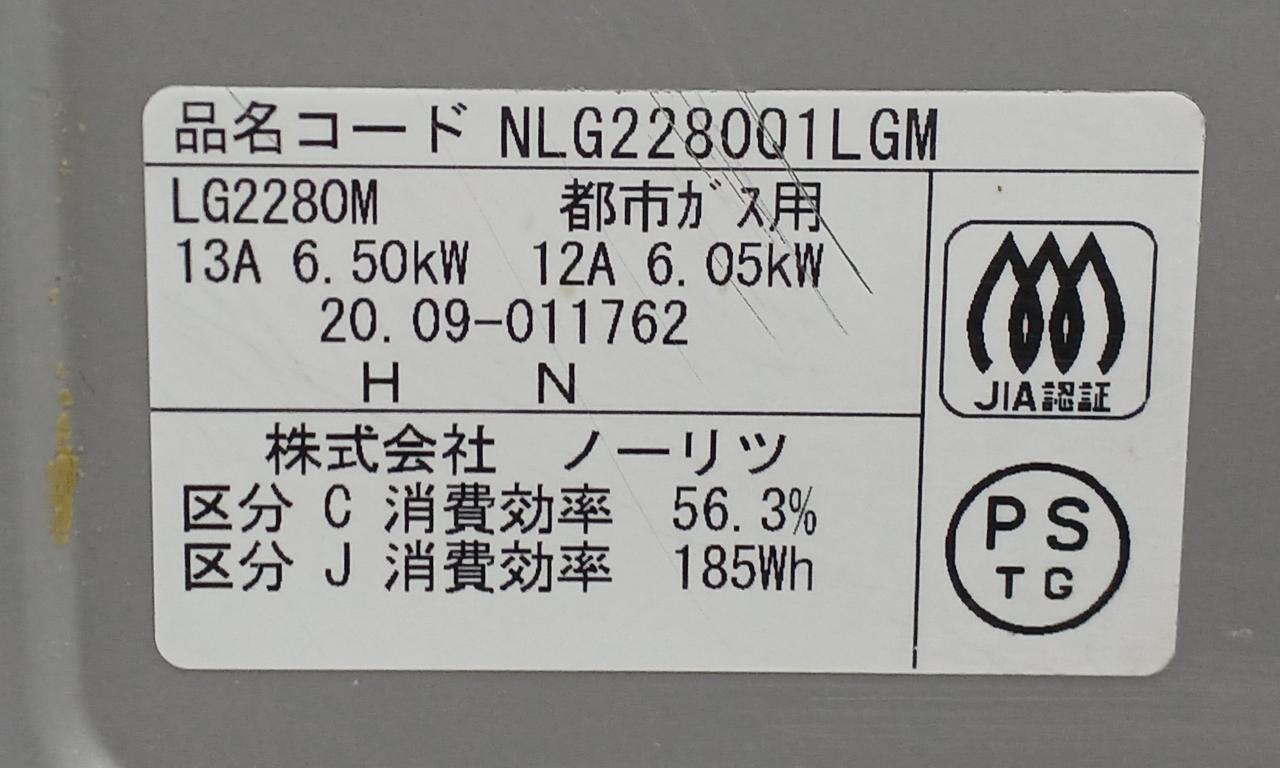 品名コード NLG228001LGM
LG2280M 都市ガス用
13A 6.50kW 12A 6.05kW
20.09-011762
H N
株式会社 ノーリツ
区分 C 消費効率 56.3%
区分 J 消費効率 185Wh
JIA認証
PS
TG